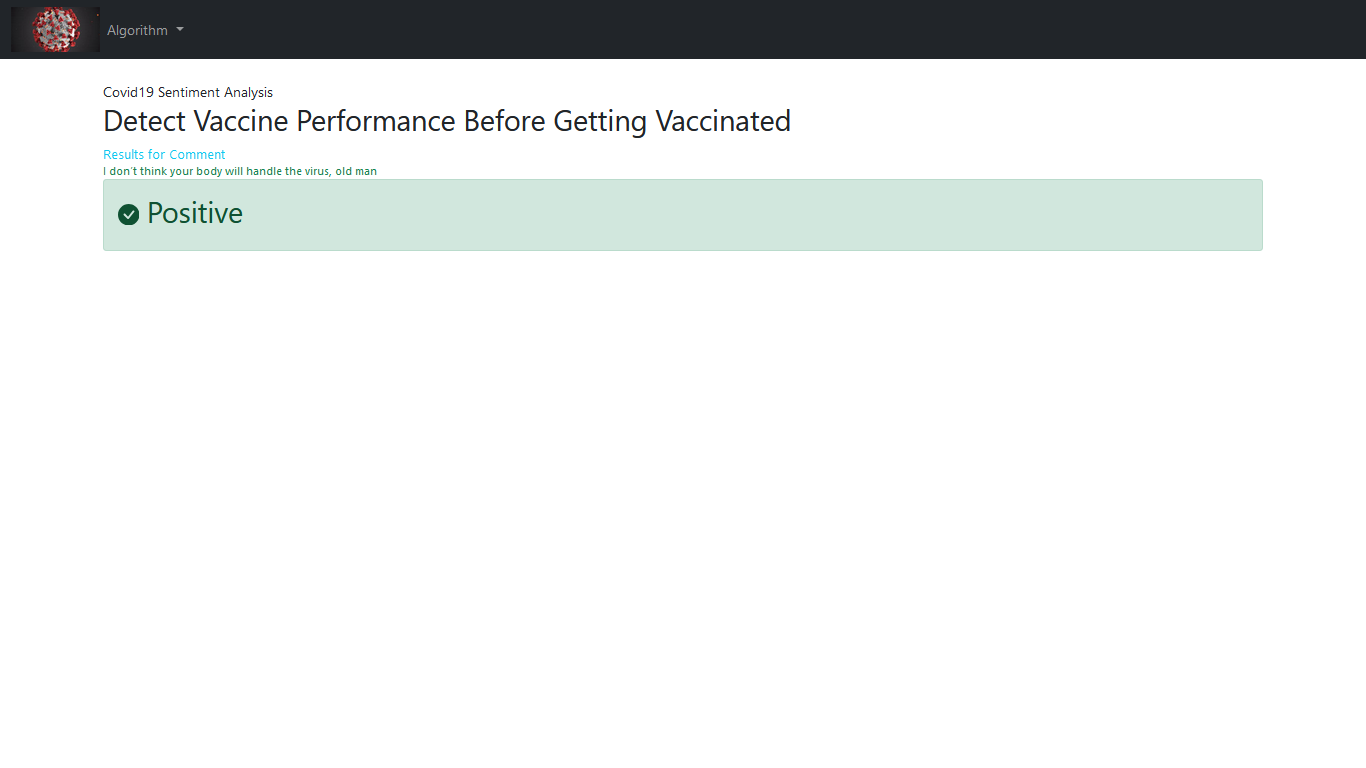 Algorithm
Covid19 Sentiment Analysis
Detect Vaccine Performance Before Getting Vaccinated
Results for Comment
I don't think your body will handle the virus, old man
Positive